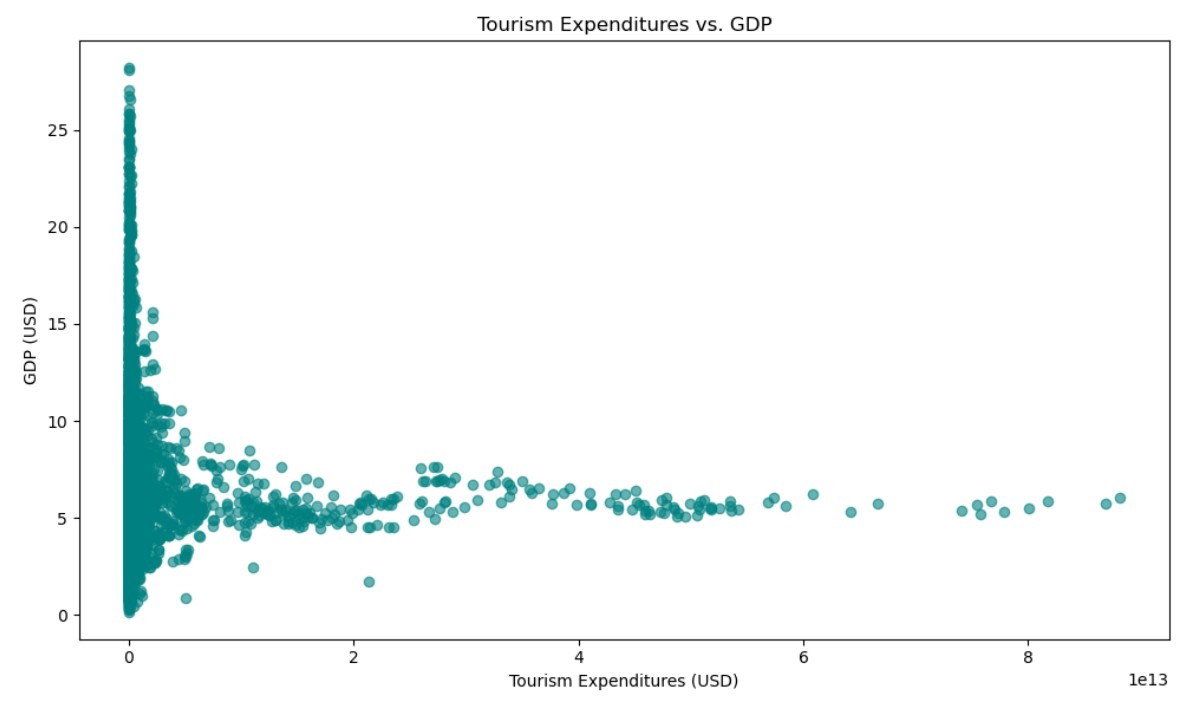 Tourism Expenditures vs. GDP
GDP (USD)
25
20
15
10
5
0
0 2 4 6 8
1e13
Tourism Expenditures (USD)